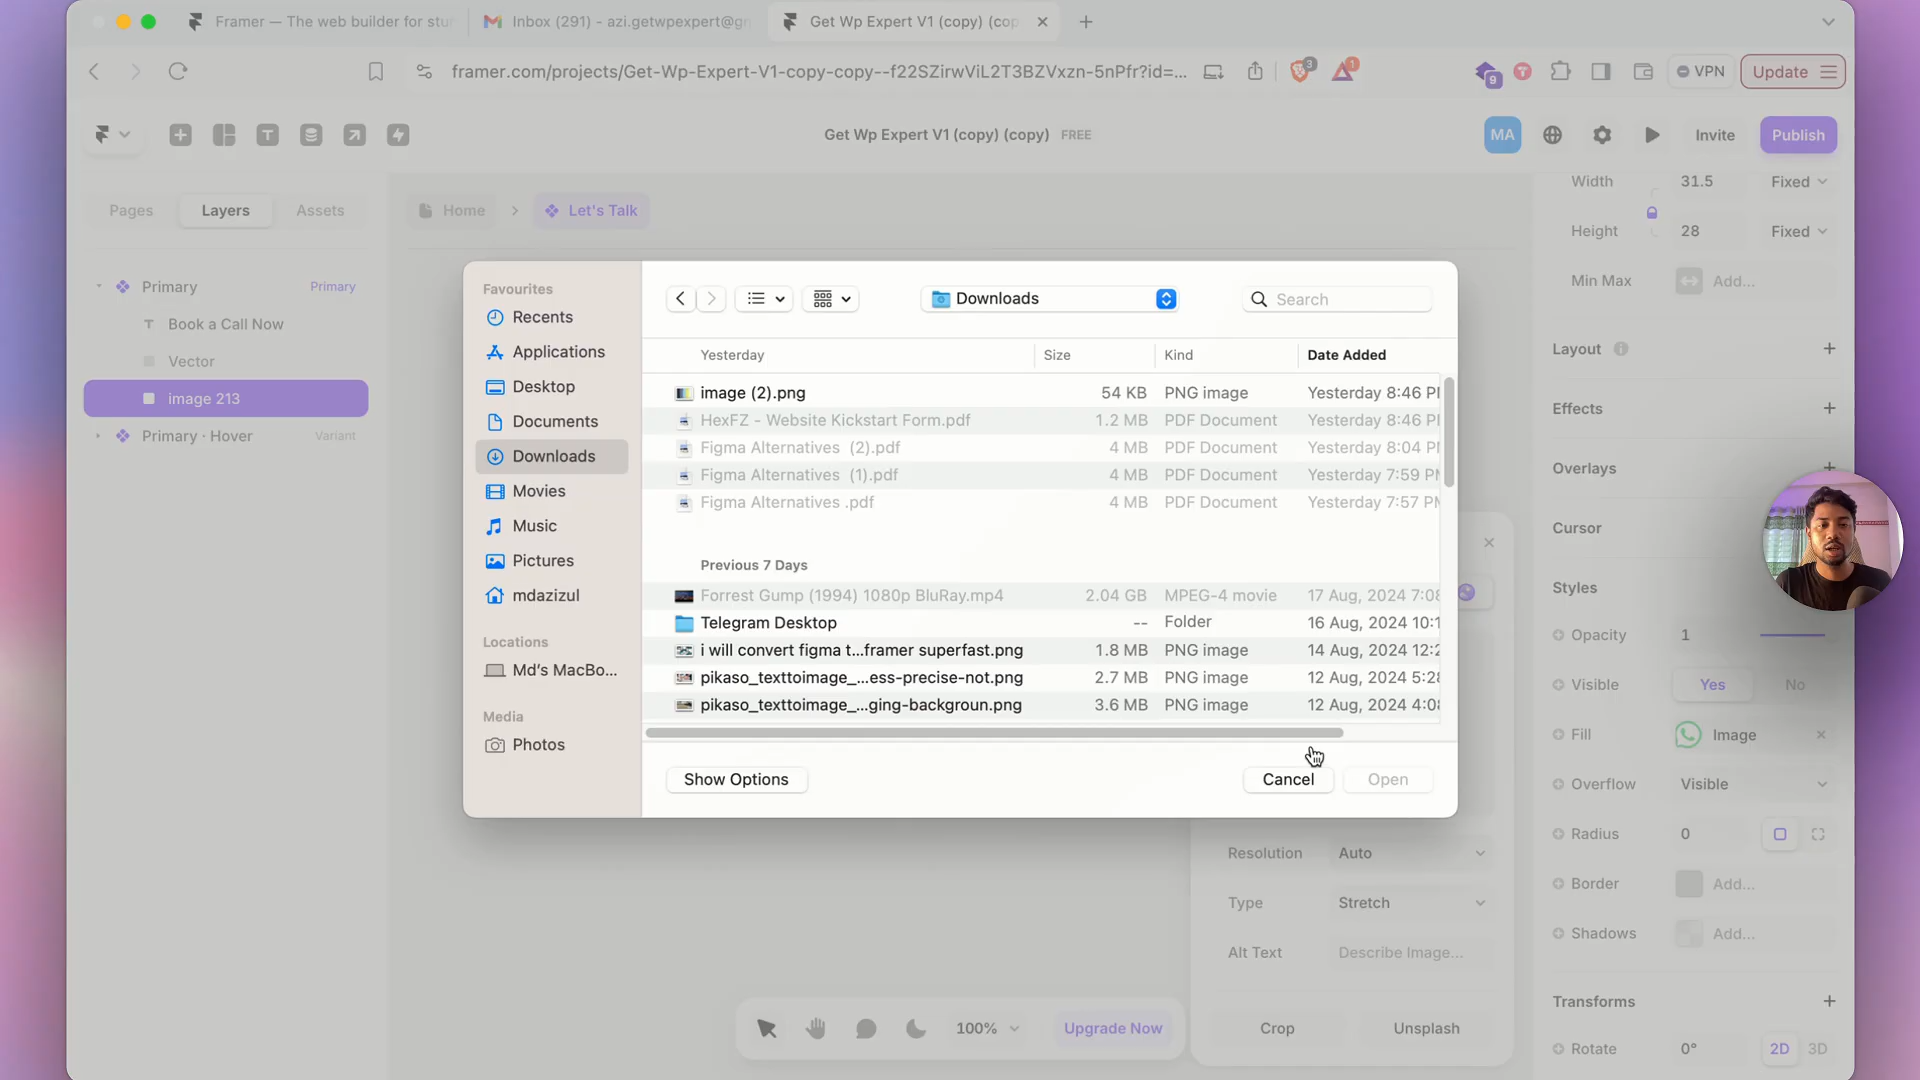 Framer — The web builder for stu
Inbox (291) - azi.getwpexpert@gm
Get Wp Expert V1 (copy) (cop
framer.com/projects/Get-Wp-Expert-V1-copy-copy--f22SZirwViL2T3BZVxzn-5nPfr?id=...
3
1
9
VPN
Update
Get Wp Expert V1 (copy) (copy) FREE
MA
Invite
Publish
Pages
Layers
Assets
Home
Let's Talk
Primary
Primary
Book a Call Now
Vector
image 213
Primary · Hover
Variant
Favourites
Recents
Applications
Desktop
Documents
Downloads
Movies
Music
Pictures
mdazizul
Locations
Md's MacBo...
Media
Photos
Downloads
Search
Yesterday Size Kind Date Added
image (2).png 54 KB PNG image Yesterday 8:46 P
HexFZ - Website Kickstart Form.pdf 1.2 MB PDF Document Yesterday 8:46 P
Figma Alternatives (2).pdf 4 MB PDF Document Yesterday 8:04 P
Figma Alternatives (1).pdf 4 MB PDF Document Yesterday 7:59 P
Figma Alternatives .pdf 4 MB PDF Document Yesterday 7:57 P
Previous 7 Days
Forrest Gump (1994) 1080p BluRay.mp4 2.04 GB MPEG-4 movie 17 Aug, 2024 7:08
Telegram Desktop -- Folder 16 Aug, 2024 10:1
i will convert figma t...framer superfast.png 1.8 MB PNG image 14 Aug, 2024 12:2
pikaso_texttoimage_...ess-precise-not.png 2.7 MB PNG image 12 Aug, 2024 5:28
pikaso_texttoimage_...ging-backgroun.png 3.6 MB PNG image 12 Aug, 2024 4:08
Show Options
Cancel
Open
Resolution Auto
Type Stretch
Alt Text Describe Image...
Crop
Unsplash
100%
Upgrade Now
Width 31.5 Fixed
Height 28 Fixed
Min Max Add...
Layout
Effects
Overlays
Cursor
Styles
Opacity 1
Visible Yes No
Fill Image
Overflow Visible
Radius 0
Border Add...
Shadows Add...
Transforms
Rotate 0° 2D 3D